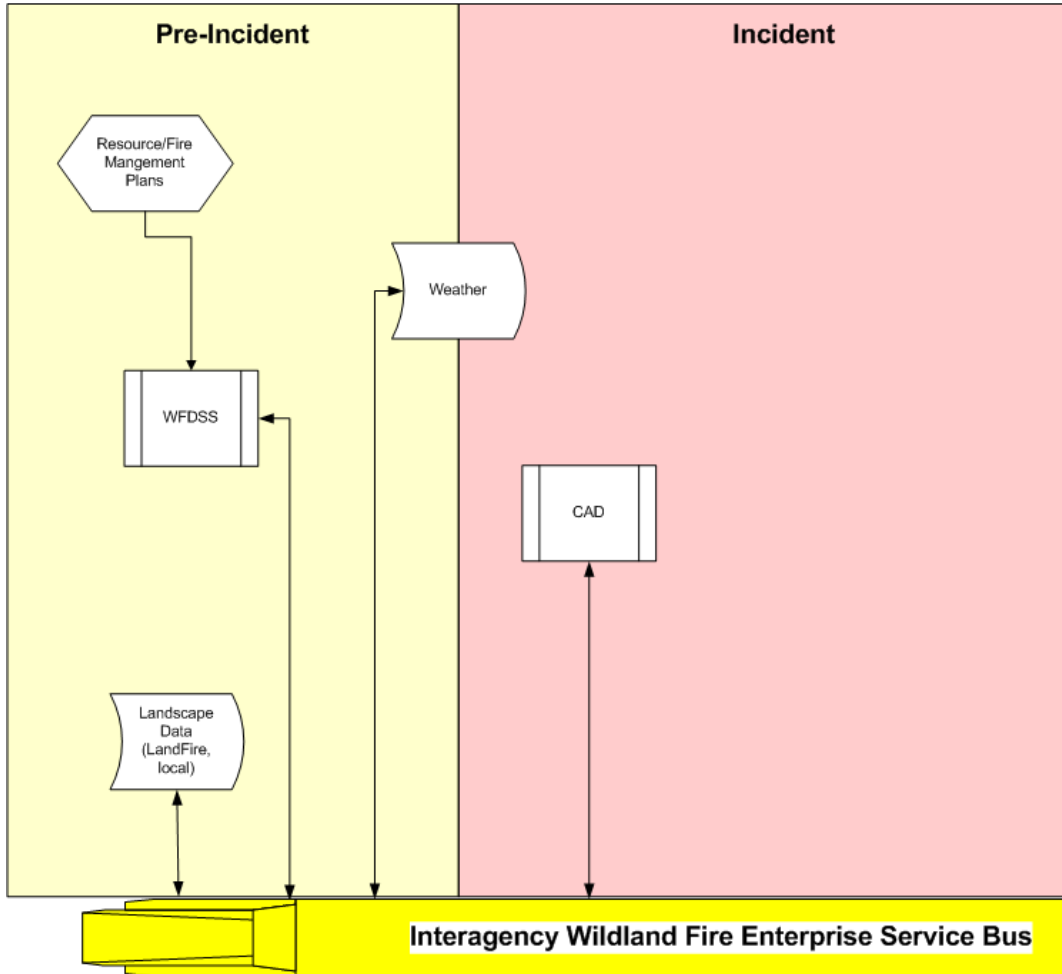 Pre-Incident
Incident
Resource/Fire
Mangement
Plans
Weather
WFDSS
CAD
Landscape
Data
(LandFire,
local)
Interagency Wildland Fire Enterprise Service Bus